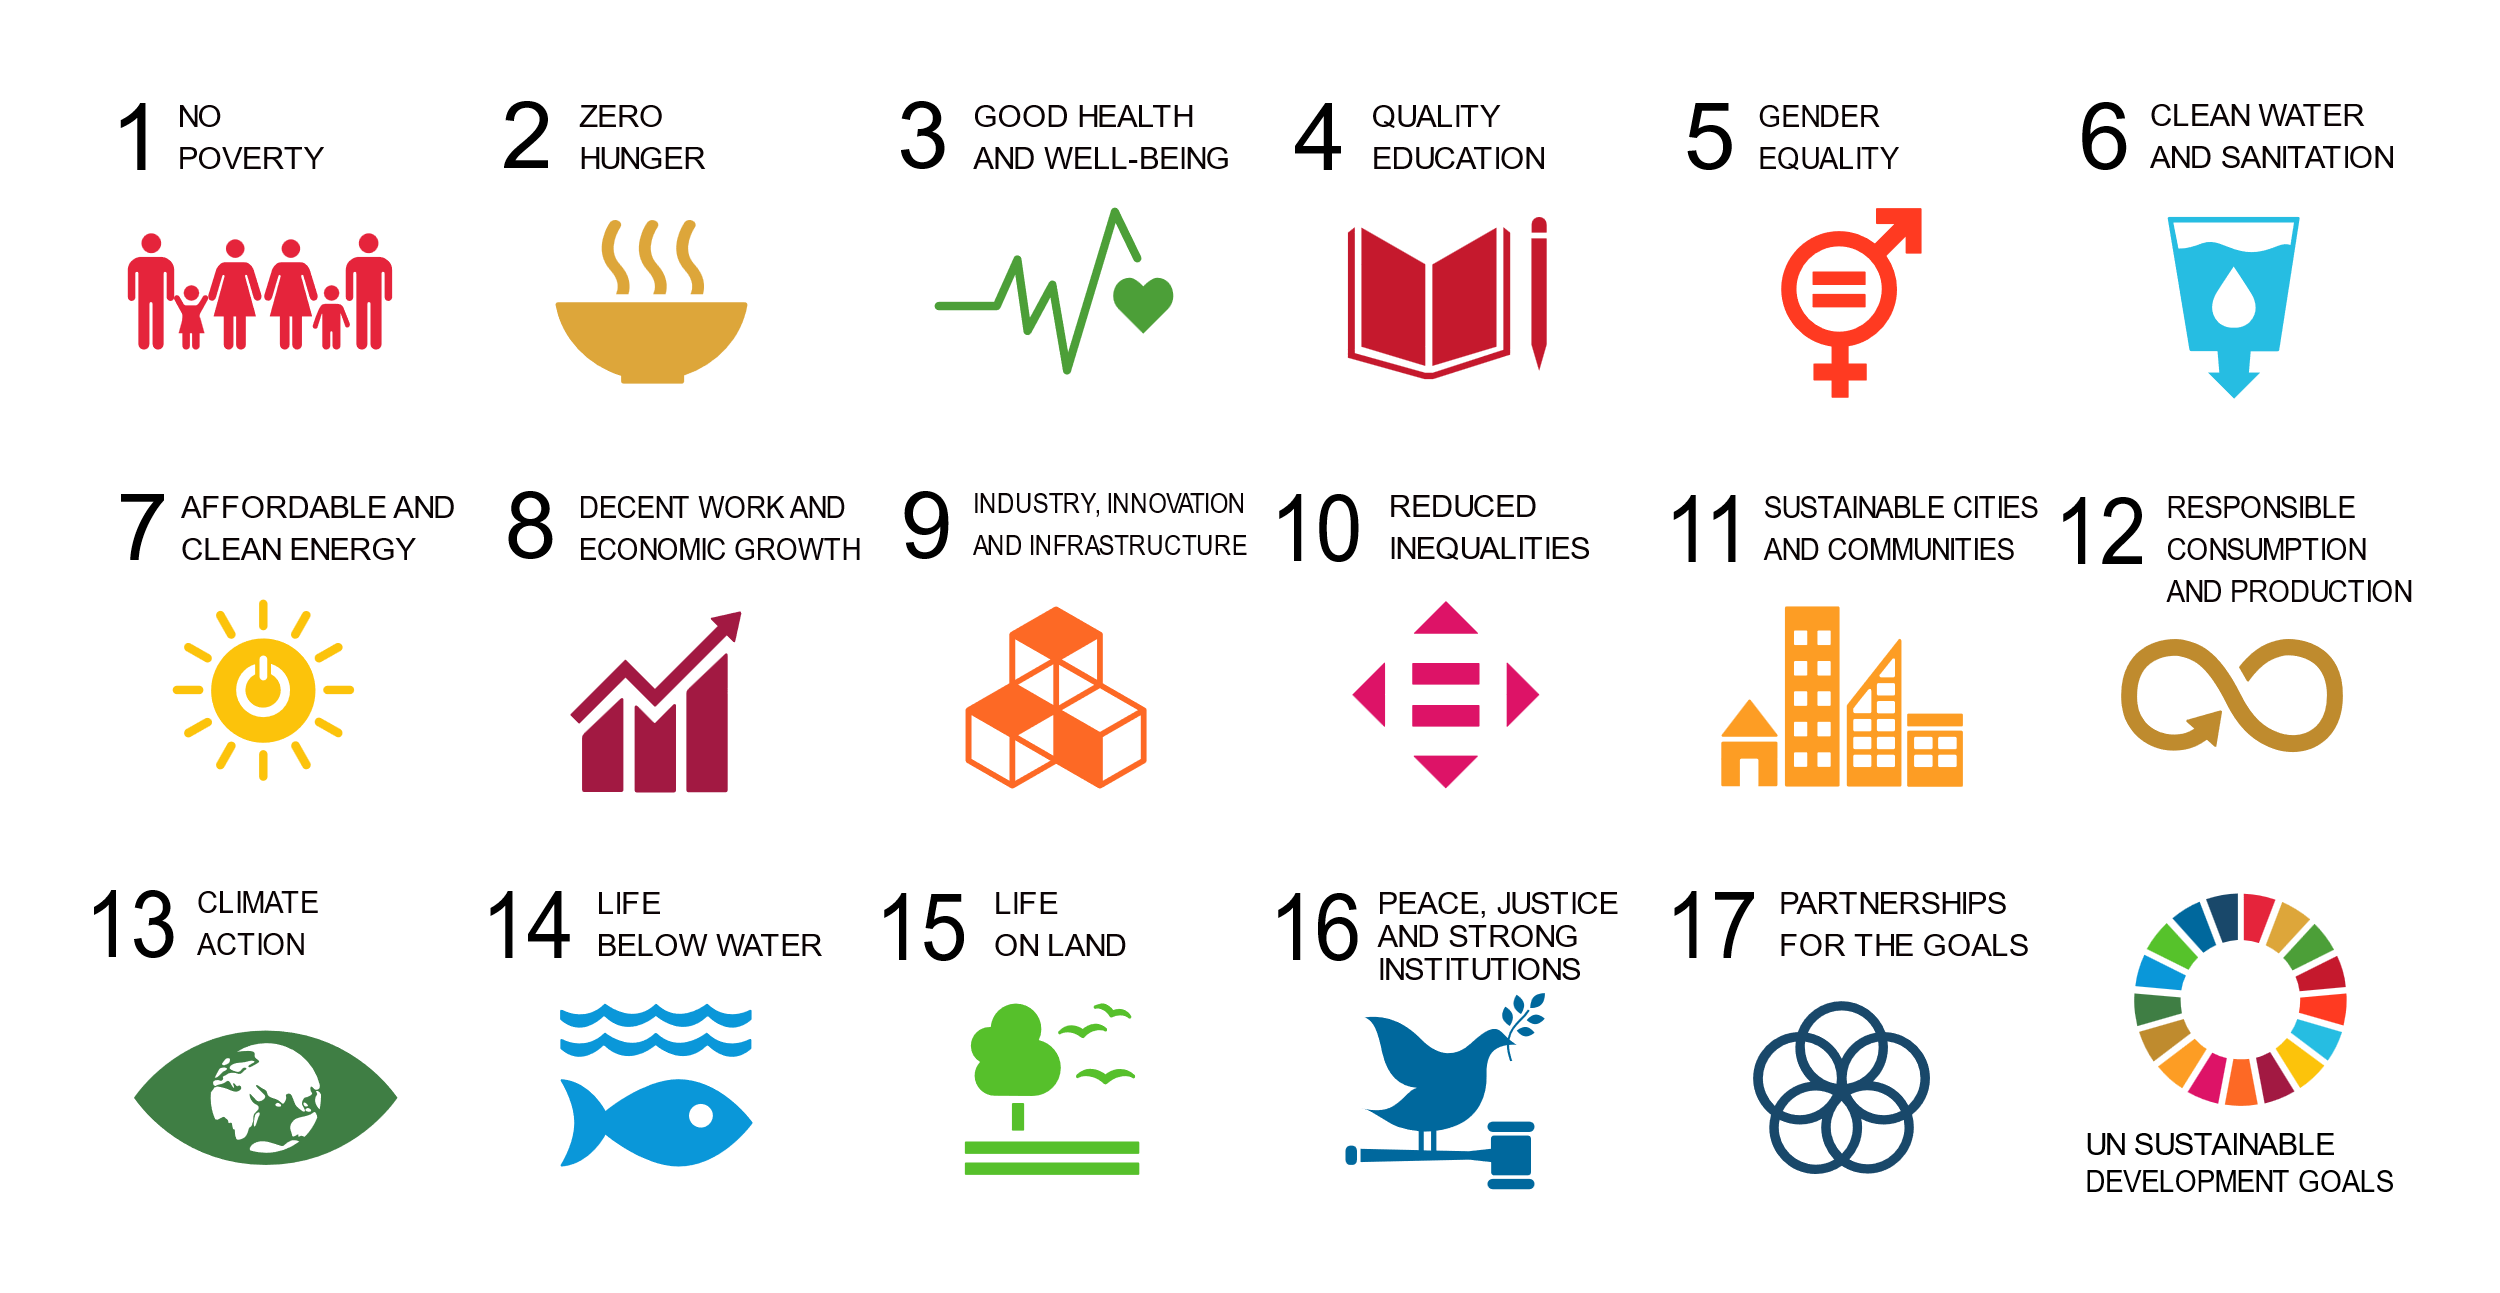 1 NO
POVERTY
2 ZERO
HUNGER
3 GOOD HEALTH
AND WELL-BEING
4 QUALITY
EDUCATION
5 GENDER
EQUALITY
6 CLEAN WATER
AND SANITATION
7 AFFORDABLE AND
CLEAN ENERGY
8 DECENT WORK AND
ECONOMIC GROWTH
9 INDUSTRY, INNOVATION
AND INFRASTRUCTURE
10 REDUCED
INEQUALITIES
11 SUSTAINABLE CITIES
AND COMMUNITIES
12 RESPONSIBLE
CONSUMPTION
AND PRODUCTION
13 CLIMATE
ACTION
14 LIFE
BELOW WATER
15 LIFE
ON LAND
16 PEACE, JUSTICE
AND STRONG
INSTITUTIONS
17 PARTNERSHIPS
FOR THE GOALS
UN SUSTAINABLE
DEVELOPMENT GOALS